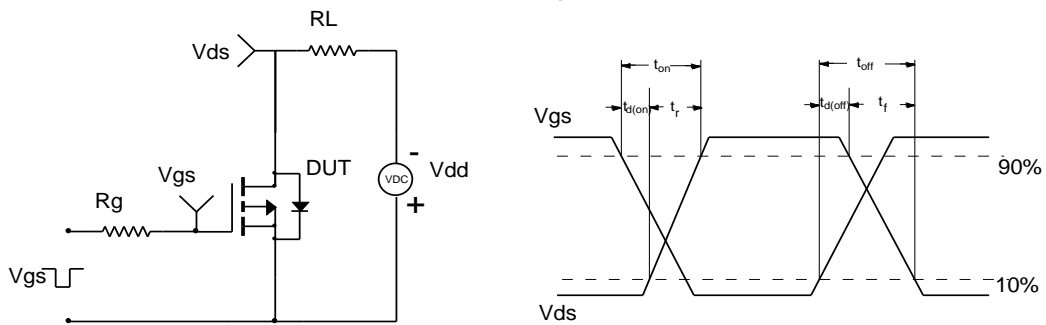 RL
Vds
-
DUT
Vdd
VDC
+
Vgs
Rg
Vgs
ton
toff
td(on)
tr
td(off)
tf
Vgs
90%
10%
Vds